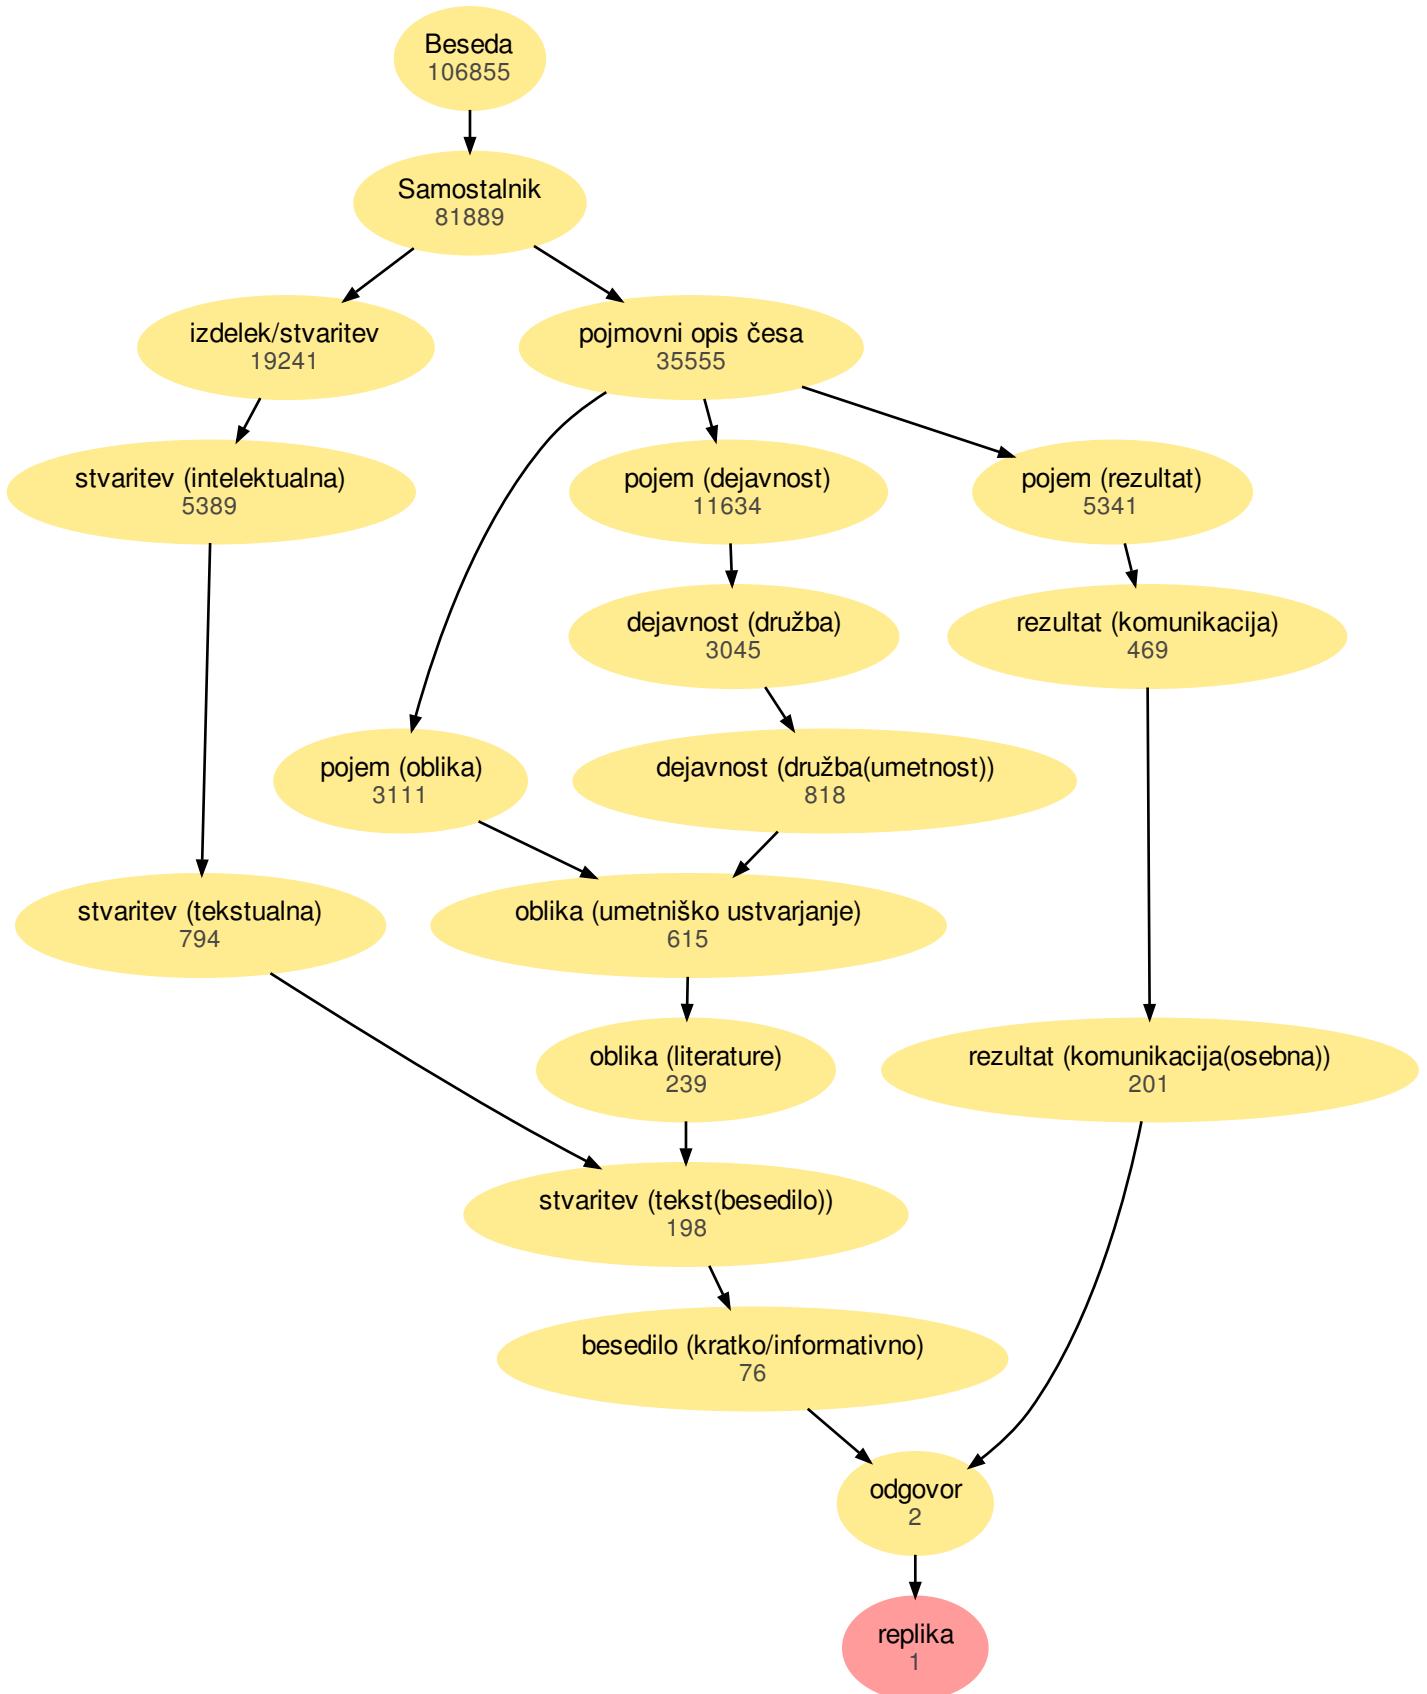 Beseda
106855
Samostalnik
81889
izdelek/stvaritev
19241
pojmovni opis česa
35555
stvaritev (intelektualna)
5389
pojem (dejavnost)
11634
pojem (rezultat)
5341
dejavnost (družba)
3045
rezultat (komunikacija)
469
pojem (oblika)
3111
dejavnost (družba(umetnost))
818
stvaritev (tekstualna)
794
oblika (umetniško ustvarjanje)
615
oblika (literature)
239
rezultat (komunikacija(osebna))
201
stvaritev (tekst(besedilo))
198
besedilo (kratko/informativno)
76
odgovor
2
replika
1